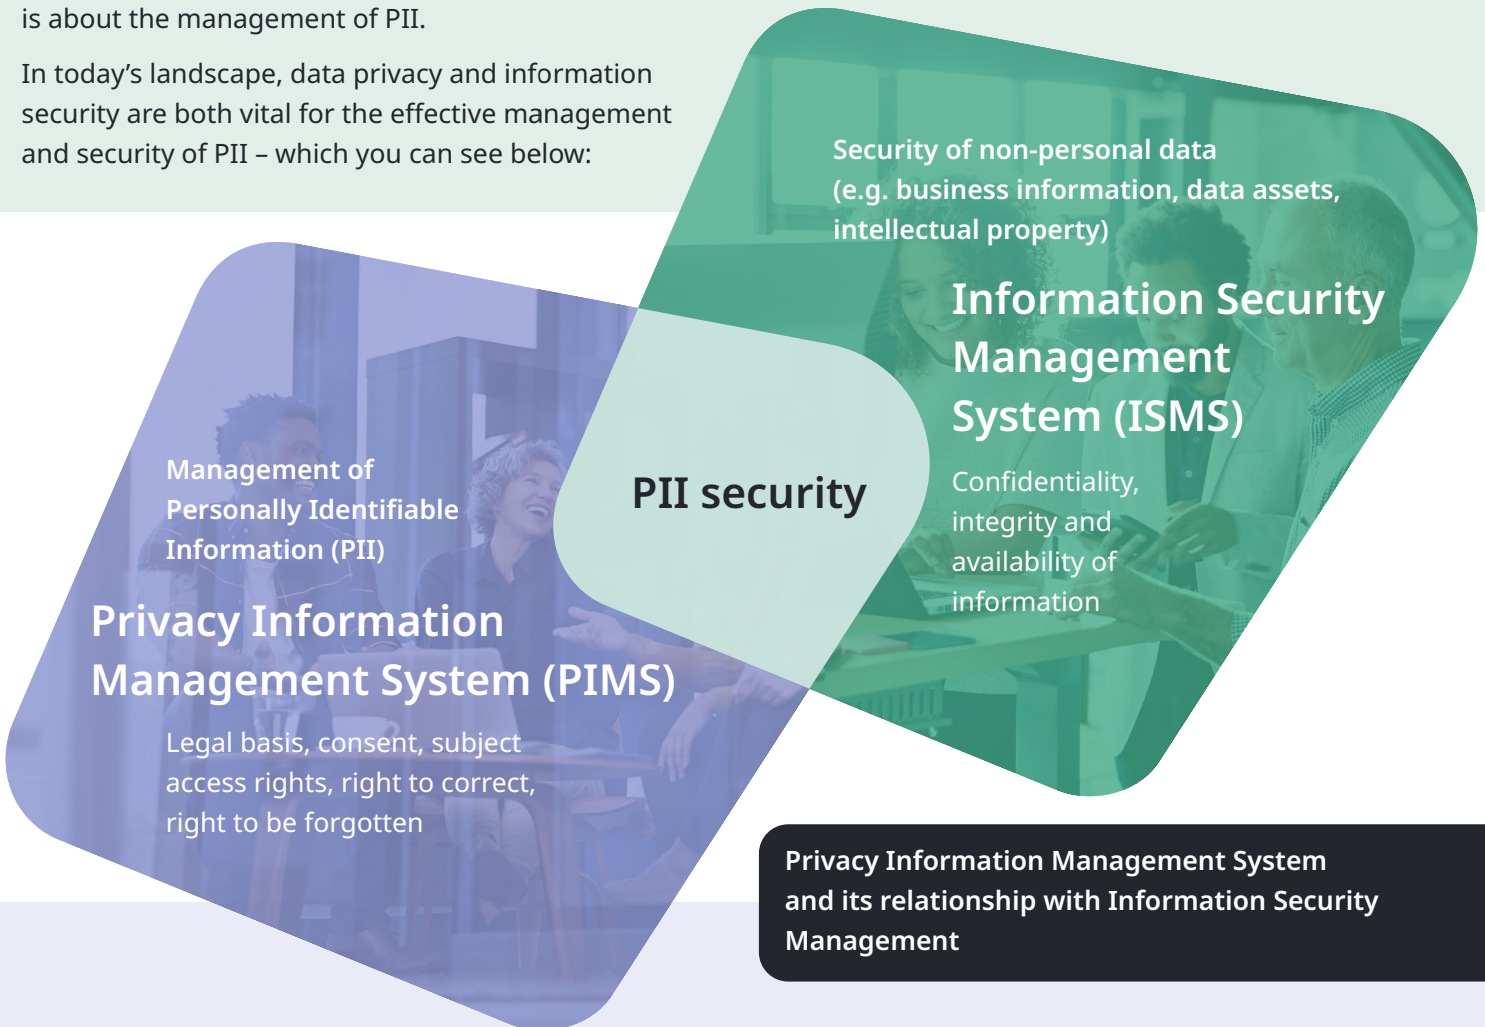 is about the management of PII.
In today’s landscape, data privacy and information
security are both vital for the effective management
and security of PII – which you can see below:
Security of non-personal data
(e.g. business information, data assets,
intellectual property)
Information Security
Management
System (ISMS)
Confidentiality,
integrity and
availability of
information
PII security
Management of
Personally Identifiable
Information (PII)
Privacy Information
Management System (PIMS)
Legal basis, consent, subject
access rights, right to correct,
right to be forgotten
Privacy Information Management System
and its relationship with Information Security
Management